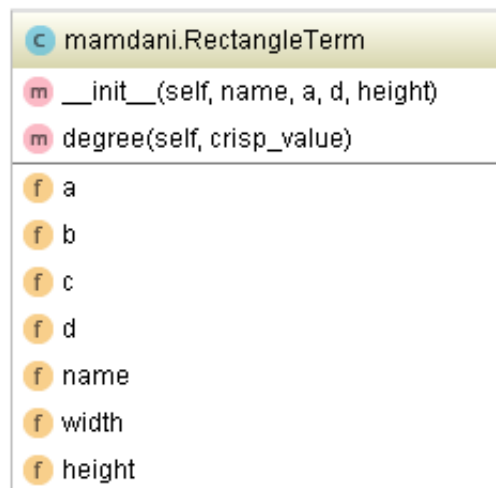 C mamdani.RectangleTerm
m __init__(self, name, a, d, height)
m degree(self, crisp_value)
f a
f b
f c
f d
f name
f width
f height